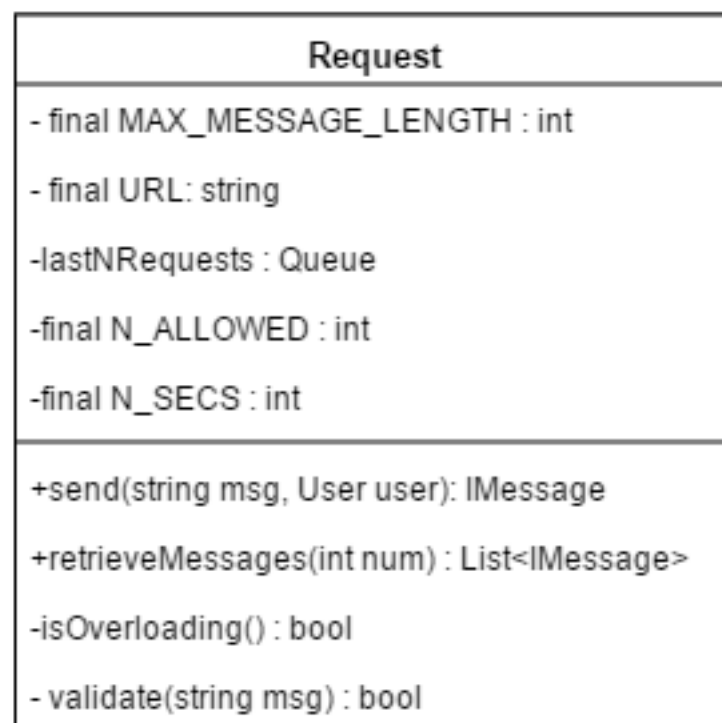 Request
- final MAX_MESSAGE_LENGTH : int
- final URL: string
-lastNRequests : Queue
-final N_ALLOWED : int
-final N_SECS : int
+send(string msg, User user): IMessage
+retrieveMessages(int num) : List<IMessage>
-isOverloading() : bool
- validate(string msg) : bool